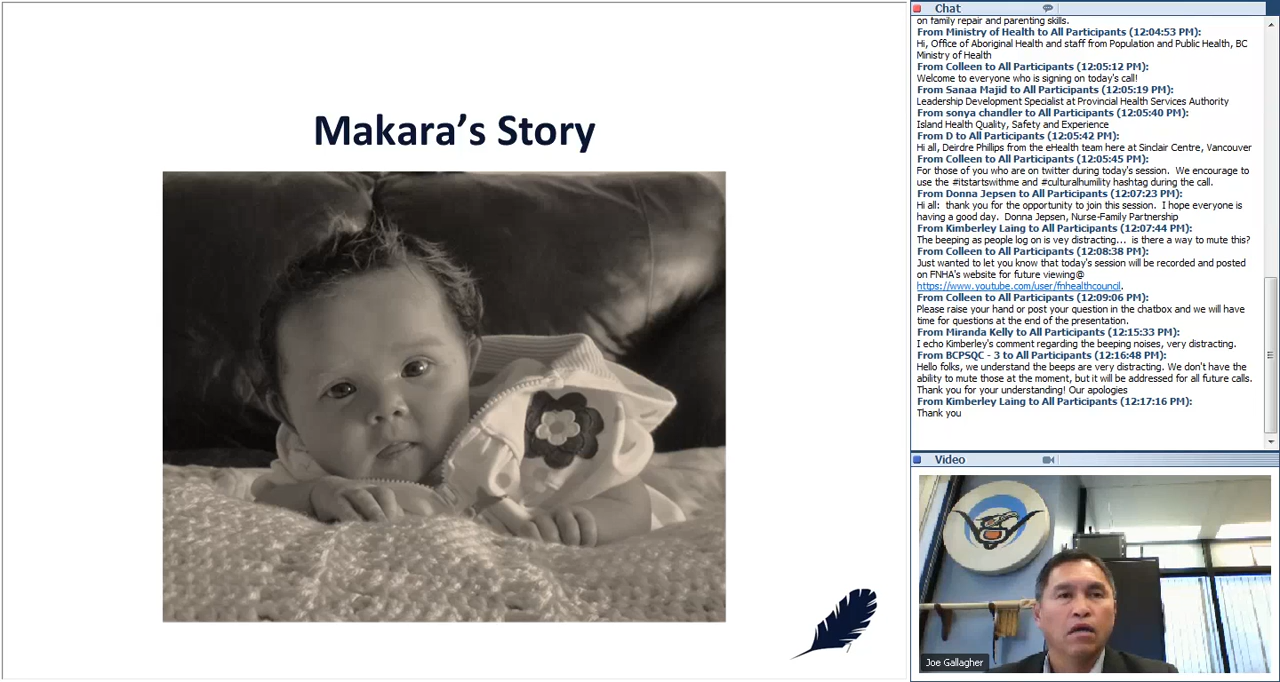 Makara's Story
7
Chat
on family repair and parenting skills.
From Ministry of Health to All Participants (12:04:53 PM):
Hi, Office of Aboriginal Health and staff from Population and Public Health, BC
Ministry of Health
From Colleen to All Participants (12:05:12 PM):
Welcome to everyone who is signing on today's call!
From Sanaa Majid to All Participants (12:05:19 PM):
Leadership Development Specialist at Provincial Health Services Authority
From sonya chandler to All Participants (12:05:40 PM):
Island Health Quality, Safety and Experience
From D to All Participants (12:05:42 PM):
Hi all, Deirdre Phillips from the eHealth team here at Sinclair Centre, Vancouver
From Colleen to All Participants (12:05:45 PM):
For those of you who are on twitter during today's session. We encourage to
use the #itstartswithme and #culturalhumility hashtag during the call.
From Donna Jepsen to All Participants (12:07:23 PM):
Hi all: thank you for the opportunity to join this session. I hope everyone is
having a good day. Donna Jepsen, Nurse-Family Partnership
From Kimberley Laing to All Participants (12:07:44 PM):
The beeping as people log on is vey distracting... is there a way to mute this?
From Colleen to All Participants (12:08:38 PM):
Just wanted to let you know that today's session will be recorded and posted
on FNHA's website for future viewing@
https://www.youtube.com/user/fnhealthcouncil.
From Colleen to All Participants (12:09:06 PM):
Please raise your hand or post your question in the chatbox and we will have
time for questions at the end of the presentation.
From Miranda Kelly to All Participants (12:15:33 PM):
I echo Kimberley's comment regarding the beeping noises, very distracting.
From BCPSQC - 3 to All Participants (12:16:48 PM):
Hello folks, we understand the beeps are very distracting. We don't have the
ability to mute those at the moment, but it will be addressed for all future calls.
Thank you for your understanding! Our apologies
From Kimberley Laing to All Participants (12:17:16 PM):
Thank you
Video
Joe Gallagher